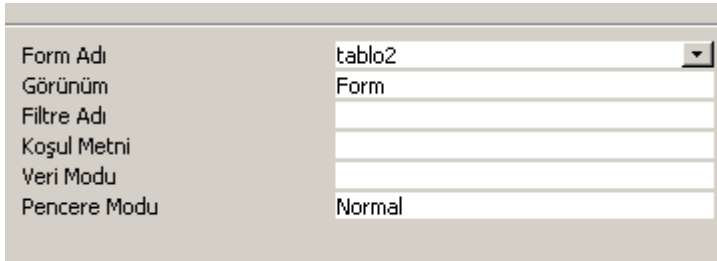 Form Adı tablo2
Görünüm Form
Filtre Adı
Koşul Metni
Veri Modu
Pencere Modu Normal